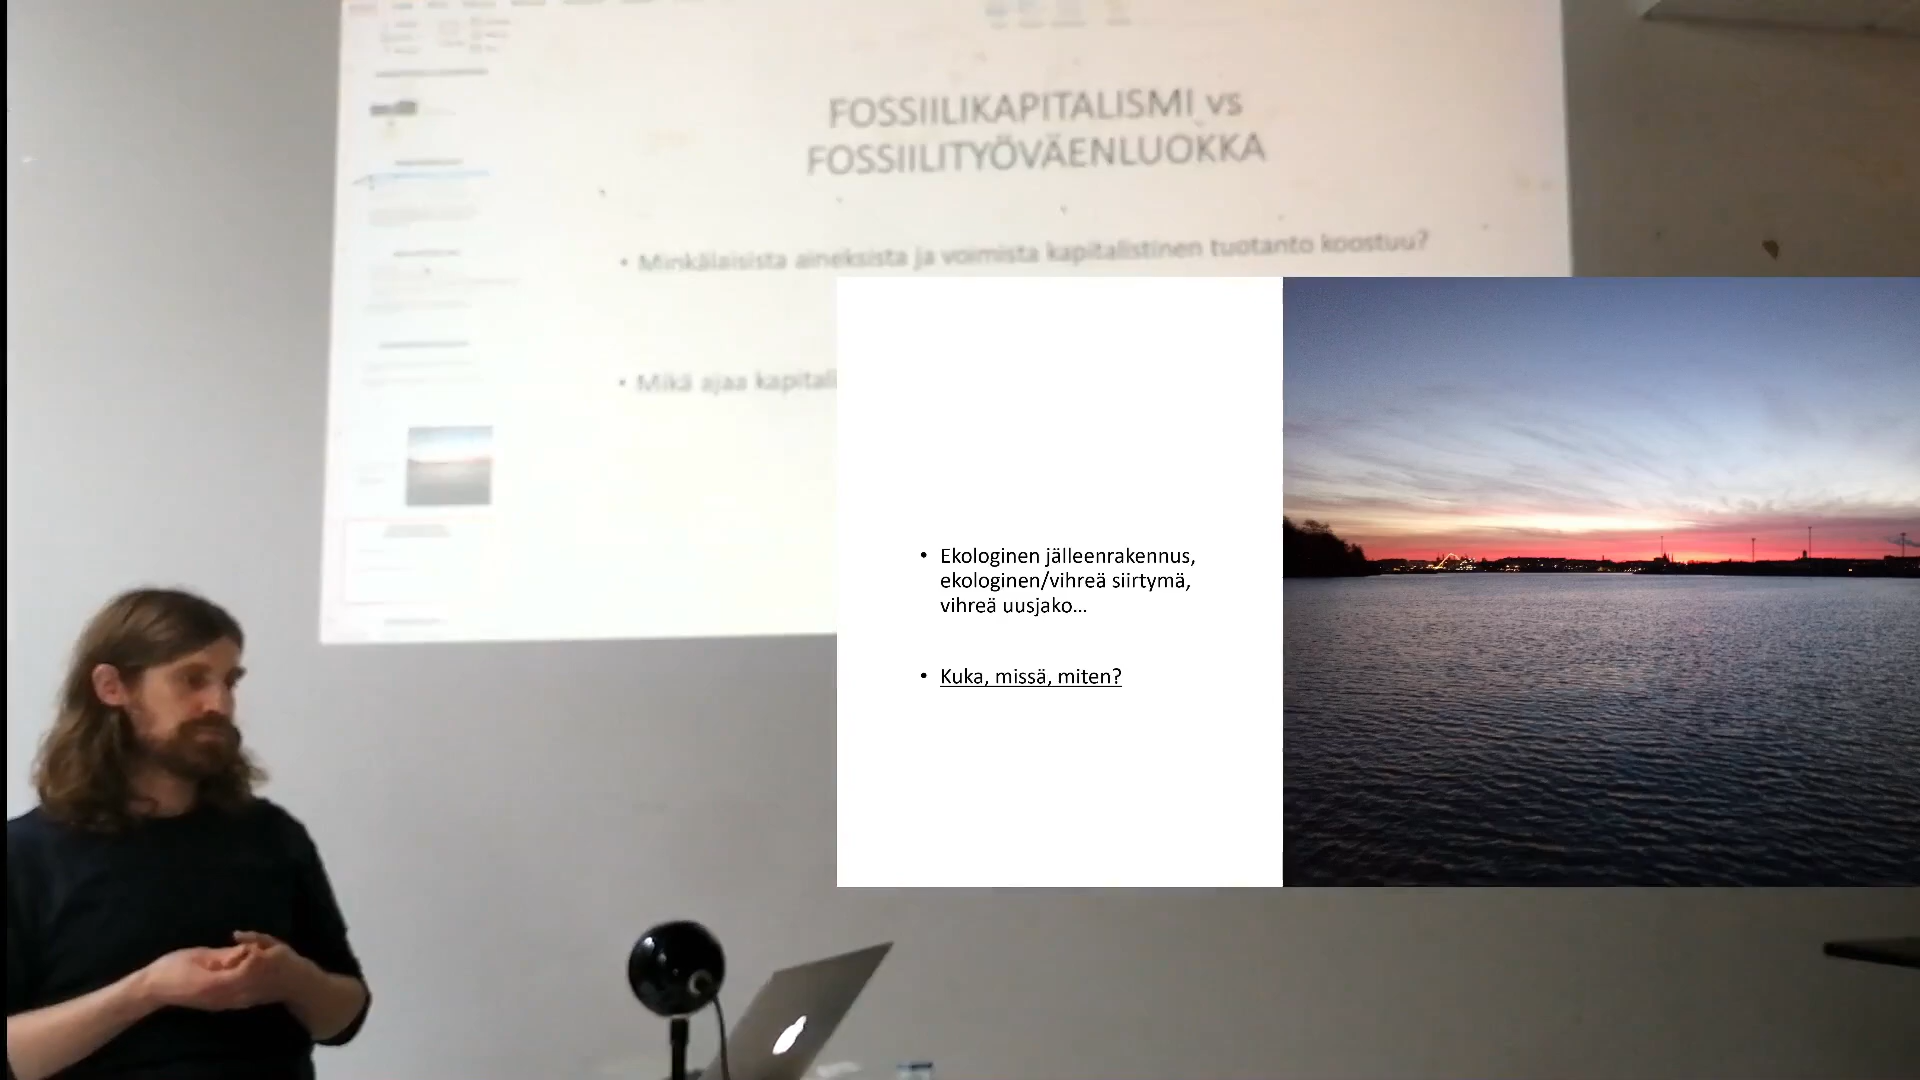 FOSSIILIKAPITALISMI vs
FOSSIILITYÖVÄENLUOKKA
• Minkälaisista aineksista ja voimista kapitalistinen tuotanto koostuu?
• Mikä ajaa kapitali
• Ekologinen jälleenrakennus,
ekologinen/vihreä siirtymä,
vihreä uusjako...
• Kuka, missä, miten?